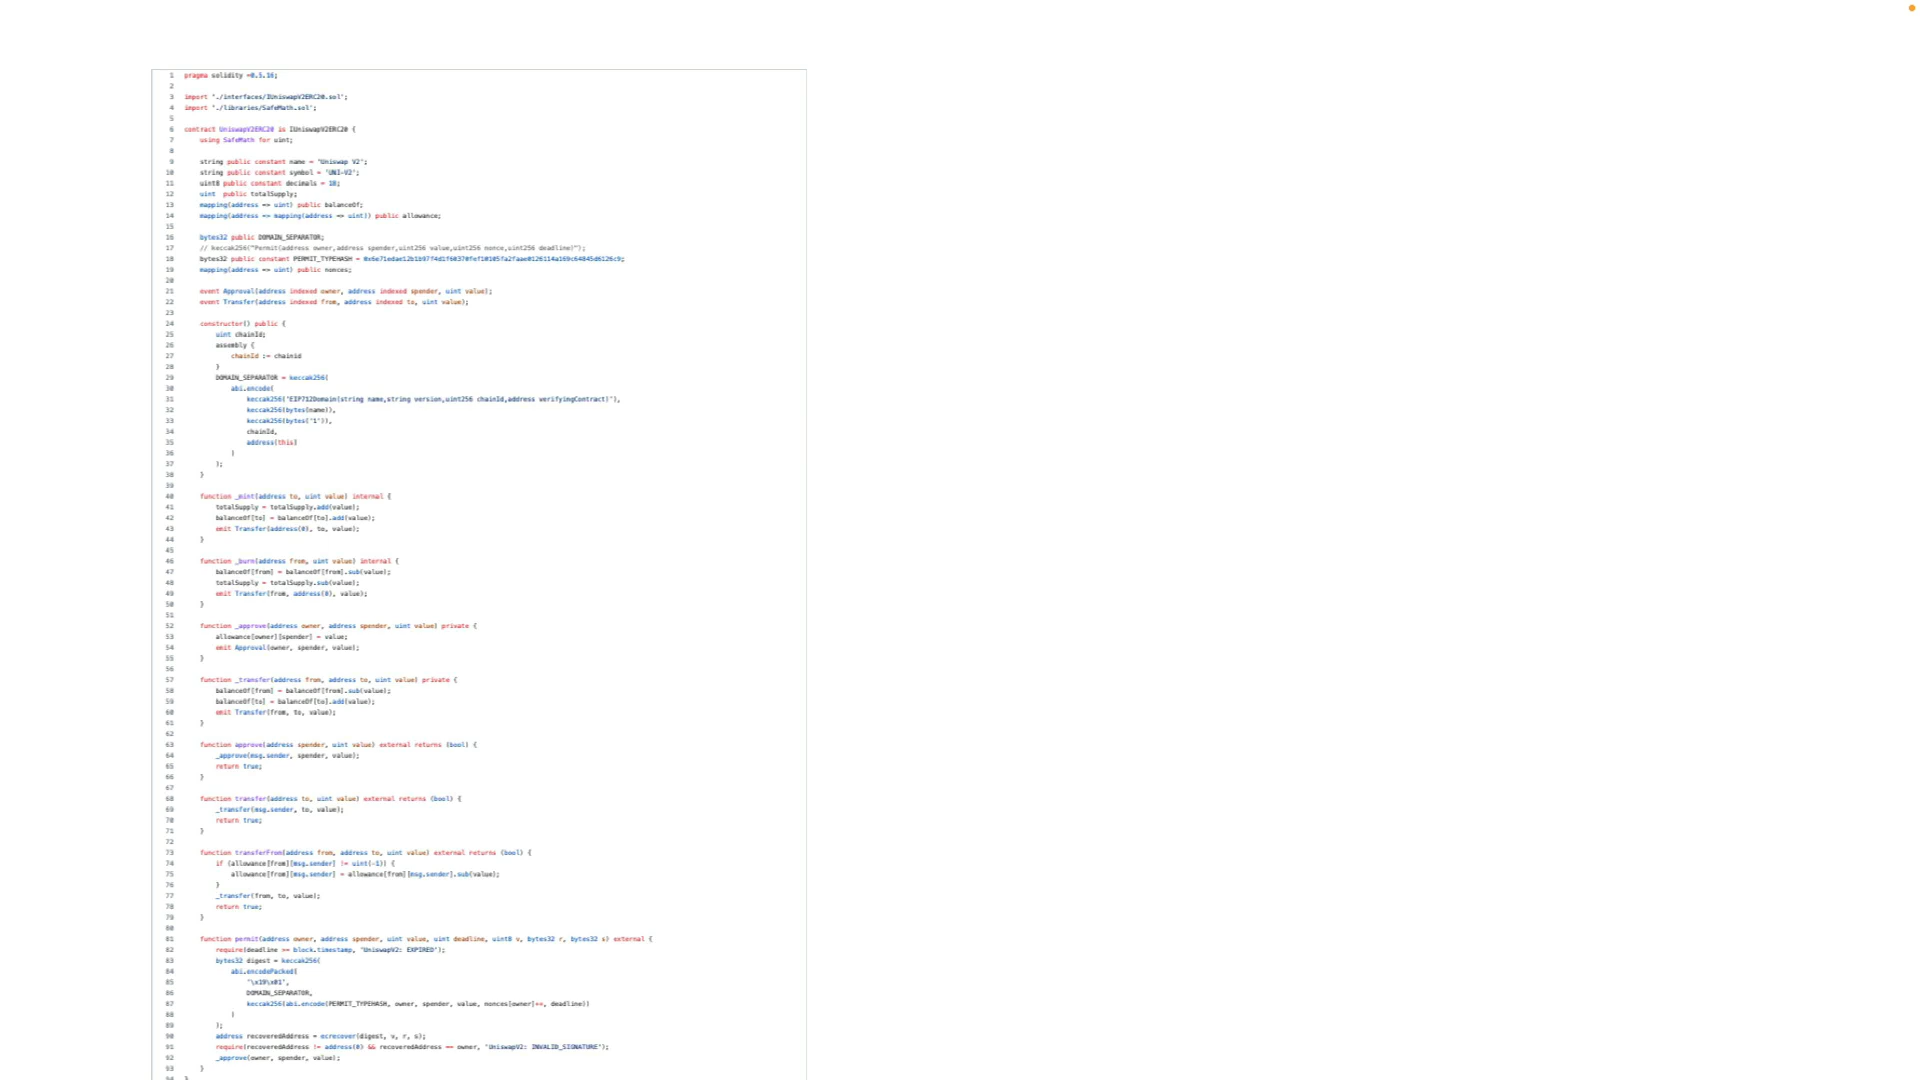 1 pragma solidity =0.5.16;
2
3 import './interfaces/IUniswapV2ERC20.sol';
4 import './libraries/SafeMath.sol';
5
6 contract UniswapV2ERC20 is IUniswapV2ERC20 {
7 using SafeMath for uint;
8
9 string public constant name = 'Uniswap V2';
10 string public constant symbol = 'UNI-V2';
11 uint8 public constant decimals = 18;
12 uint  public totalSupply;
13 mapping(address => uint) public balanceOf;
14 mapping(address => mapping(address => uint)) public allowance;
15
16 bytes32 public DOMAIN_SEPARATOR;
17 // keccak256("Permit(address owner,address spender,uint256 value,uint256 nonce,uint256 deadline)");
18 bytes32 public constant PERMIT_TYPEHASH = 0x6e71edae12b1b97f4d1f60370fef10105fa2faae0126114a169c64845d6126c9;
19 mapping(address => uint) public nonces;
20
21 event Approval(address indexed owner, address indexed spender, uint value);
22 event Transfer(address indexed from, address indexed to, uint value);
23
24 constructor() public {
25 uint chainId;
26 assembly {
27 chainId := chainid
28 }
29 DOMAIN_SEPARATOR = keccak256(
30 abi.encode(
31 keccak256('EIP712Domain(string name,string version,uint256 chainId,address verifyingContract)'),
32 keccak256(bytes(name)),
33 keccak256(bytes('1')),
34 chainId,
35 address(this)
36 )
37 );
38 }
39
40 function _mint(address to, uint value) internal {
41 totalSupply = totalSupply.add(value);
42 balanceOf[to] = balanceOf[to].add(value);
43 emit Transfer(address(0), to, value);
44 }
45
46 function _burn(address from, uint value) internal {
47 balanceOf[from] = balanceOf[from].sub(value);
48 totalSupply = totalSupply.sub(value);
49 emit Transfer(from, address(0), value);
50 }
51
52 function _approve(address owner, address spender, uint value) private {
53 allowance[owner][spender] = value;
54 emit Approval(owner, spender, value);
55 }
56
57 function _transfer(address from, address to, uint value) private {
58 balanceOf[from] = balanceOf[from].sub(value);
59 balanceOf[to] = balanceOf[to].add(value);
60 emit Transfer(from, to, value);
61 }
62
63 function approve(address spender, uint value) external returns (bool) {
64 _approve(msg.sender, spender, value);
65 return true;
66 }
67
68 function transfer(address to, uint value) external returns (bool) {
69 _transfer(msg.sender, to, value);
70 return true;
71 }
72
73 function transferFrom(address from, address to, uint value) external returns (bool) {
74 if (allowance[from][msg.sender] != uint(-1)) {
75 allowance[from][msg.sender] = allowance[from][msg.sender].sub(value);
76 }
77 _transfer(from, to, value);
78 return true;
79 }
80
81 function permit(address owner, address spender, uint value, uint deadline, uint8 v, bytes32 r, bytes32 s) external {
82 require(deadline >= block.timestamp, 'UniswapV2: EXPIRED');
83 bytes32 digest = keccak256(
84 abi.encodePacked(
85 '\x19\x01',
86 DOMAIN_SEPARATOR,
87 keccak256(abi.encode(PERMIT_TYPEHASH, owner, spender, value, nonces[owner]++, deadline))
88 )
89 );
90 address recoveredAddress = ecrecover(digest, v, r, s);
91 require(recoveredAddress != address(0) && recoveredAddress == owner, 'UniswapV2: INVALID_SIGNATURE');
92 _approve(owner, spender, value);
93 }
94 }